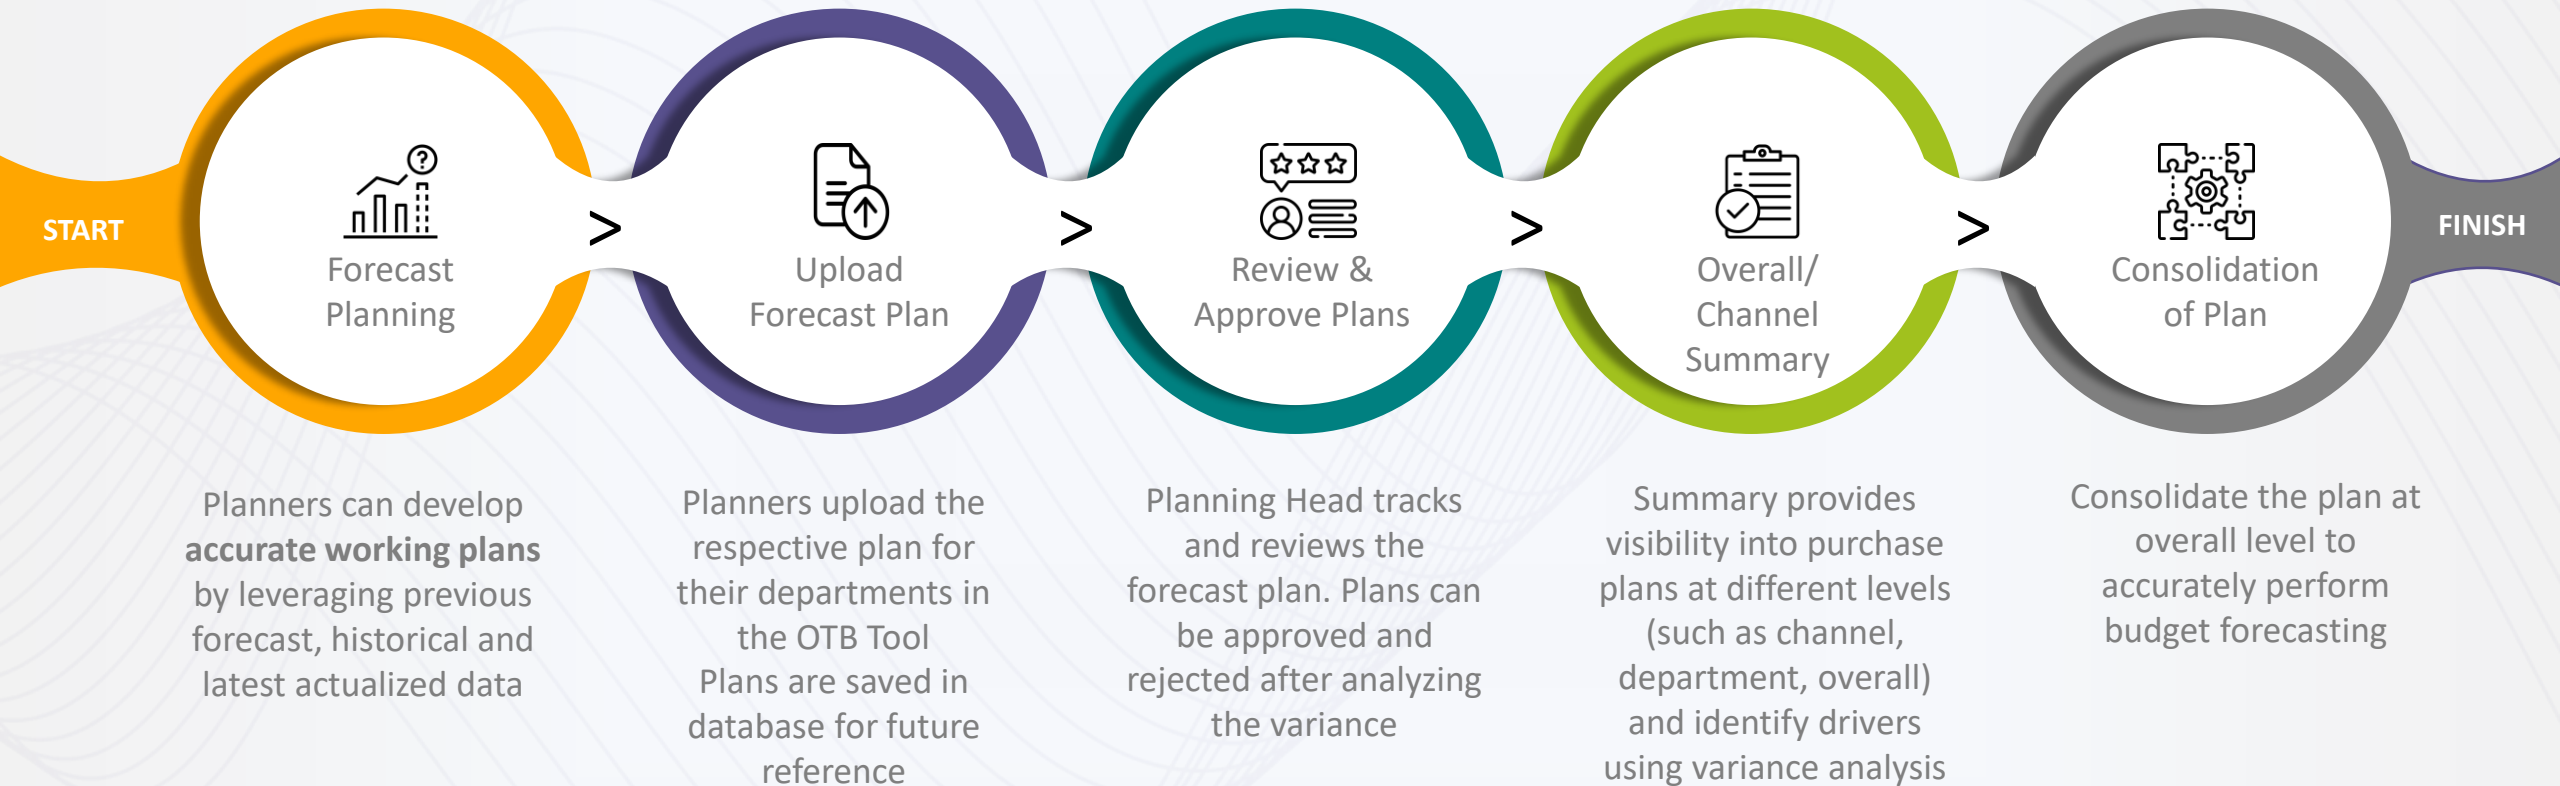 START
Forecast
Planning
>
Upload
Forecast Plan
>
Review &
Approve Plans
>
Overall/
Channel
Summary
>
Consolidation
of Plan
FINISH
Planners can develop
accurate working plans
by leveraging previous
forecast, historical and
latest actualized data
Planners upload the
respective plan for
their departments in
the OTB Tool
Plans are saved in
database for future
reference
Planning Head tracks
and reviews the
forecast plan. Plans can
be approved and
rejected after analyzing
the variance
Summary provides
visibility into purchase
plans at different levels
(such as channel,
department, overall)
and identify drivers
using variance analysis
Consolidate the plan at
overall level to
accurately perform
budget forecasting